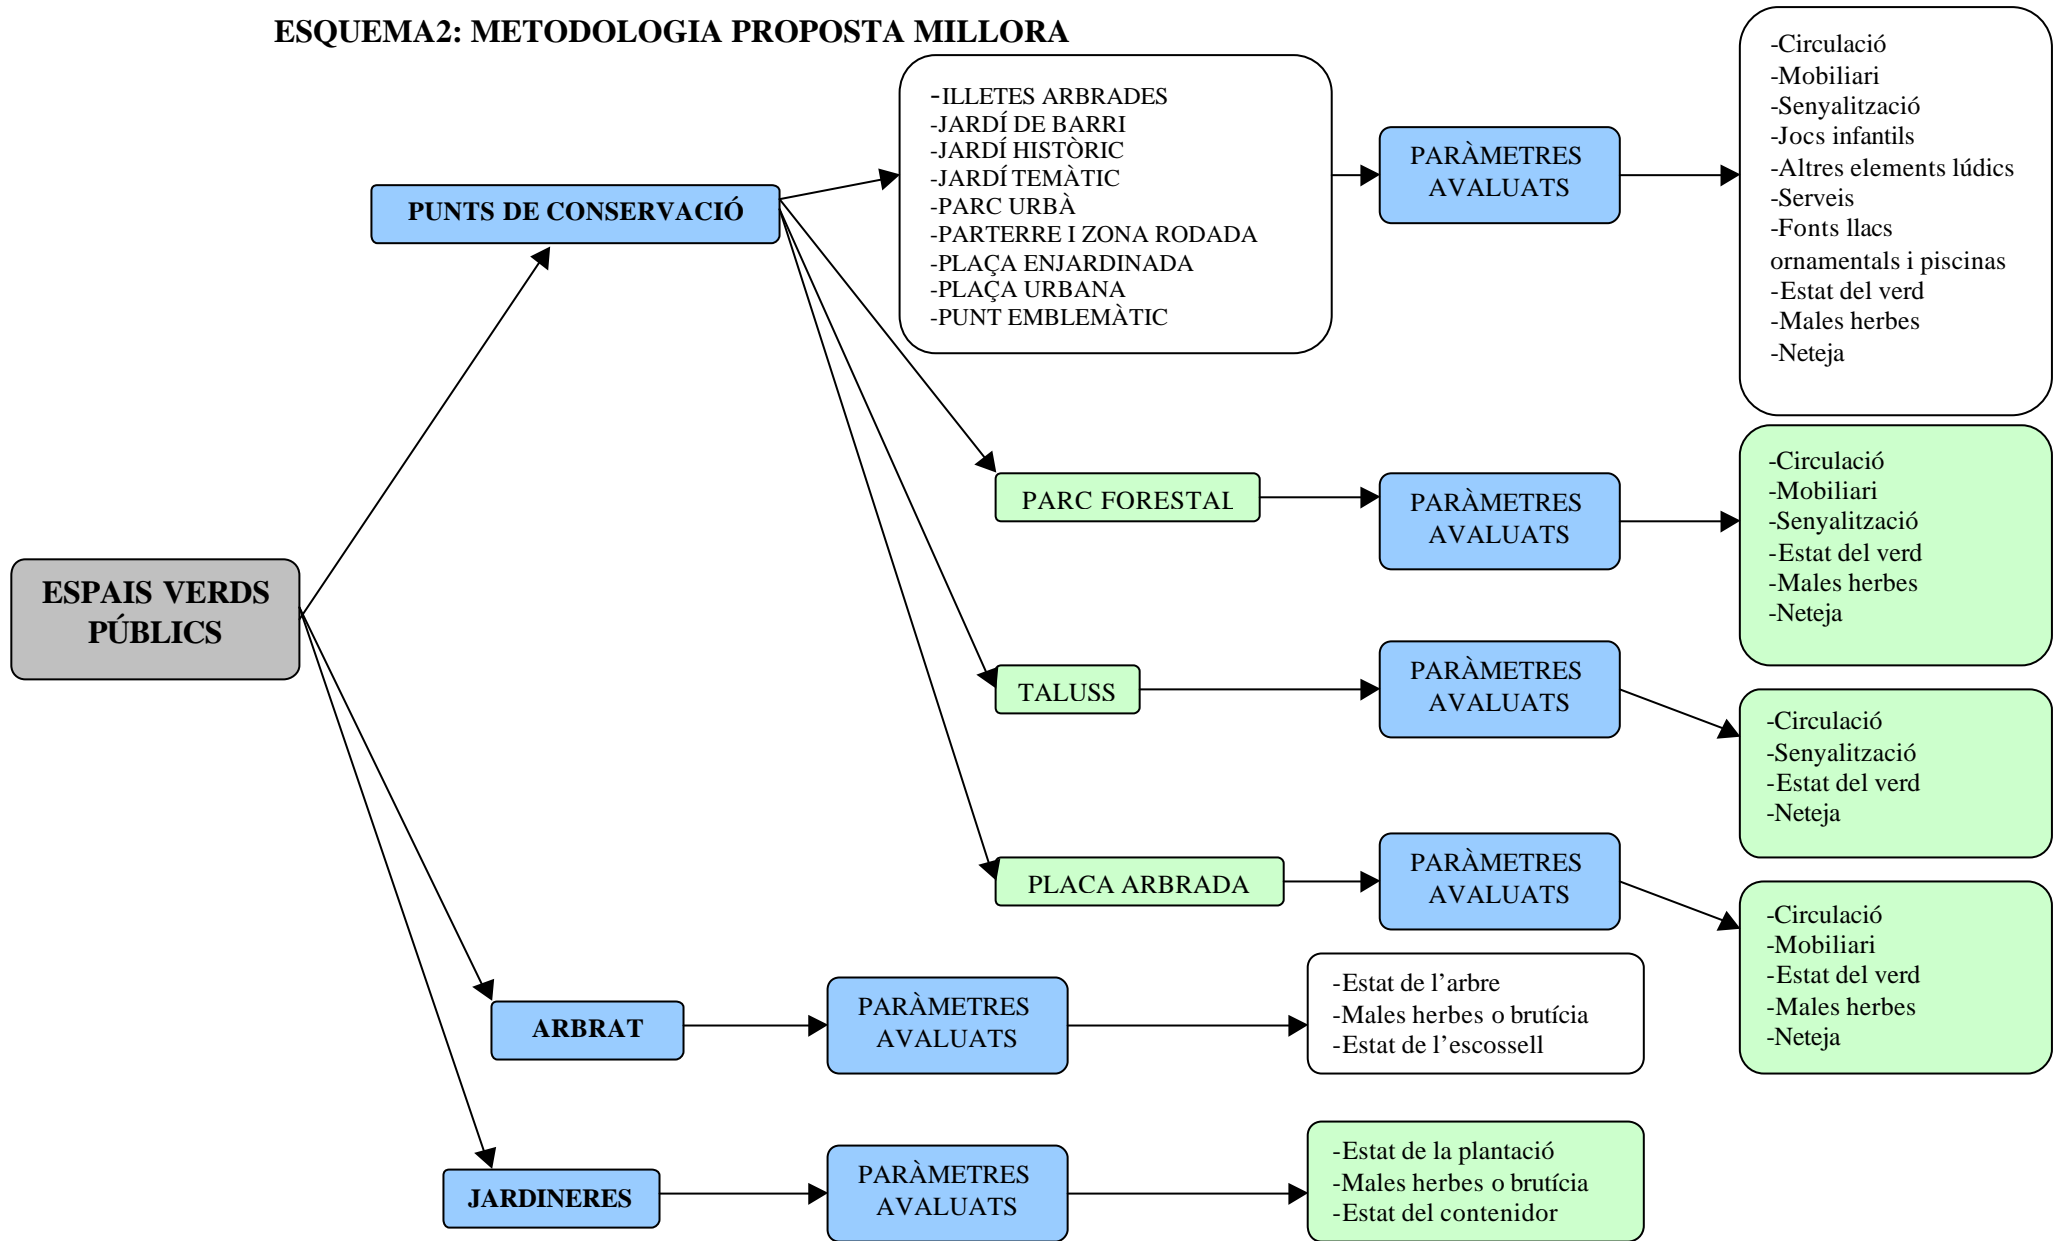 ESQUEMA2: METODOLOGIA PROPOSTA MILLORA
ESPAIS VERDS
PÚBLICS
PUNTS DE CONSERVACIÓ
-ILLETES ARBRADES
-JARDÍ DE BARRI
-JARDÍ HISTÒRIC
-JARDÍ TEMÀTIC
-PARC URBÀ
-PARTERRE I ZONA RODADA
-PLAÇA ENJARDINADA
-PLAÇA URBANA
-PUNT EMBLEMÀTIC
PARÀMETRES
AVALUATS
-Circulació
-Mobiliari
-Senyalització
-Jocs infantils
-Altres elements lúdics
-Serveis
-Fonts llacs
ornamentals i piscinas
-Estat del verd
-Males herbes
-Neteja
PARC FORESTAL
PARÀMETRES
AVALUATS
-Circulació
-Mobiliari
-Senyalització
-Estat del verd
-Males herbes
-Neteja
TALUSS
PARÀMETRES
AVALUATS
-Circulació
-Senyalització
-Estat del verd
-Neteja
PLACA ARBRADA
PARÀMETRES
AVALUATS
-Circulació
-Mobiliari
-Estat del verd
-Males herbes
-Neteja
ARBRAT
PARÀMETRES
AVALUATS
-Estat de l’arbre
-Males herbes o brutícia
-Estat de l’escossell
JARDINERES
PARÀMETRES
AVALUATS
-Estat de la plantació
-Males herbes o brutícia
-Estat del contenidor